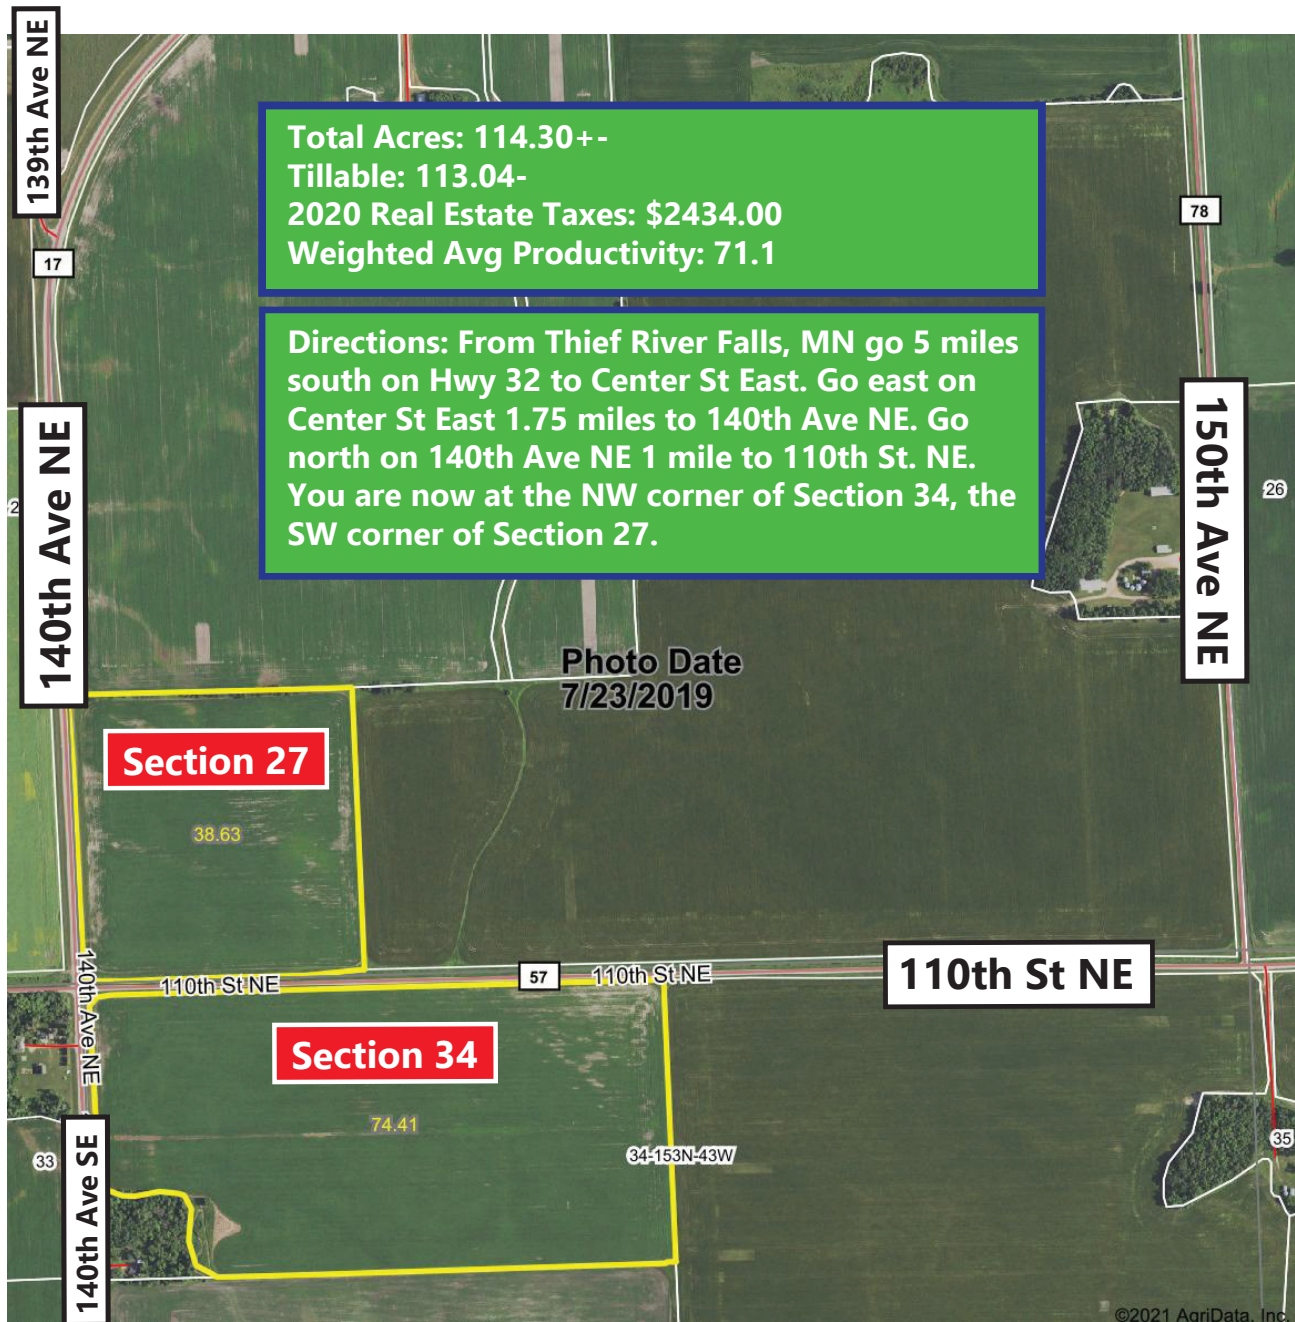 139th Ave NE
Total Acres: 114.30+-
Tillable: 113.04-
2020 Real Estate Taxes: $2434.00
Weighted Avg Productivity: 71.1
78
17
Directions: From Thief River Falls, MN go 5 miles
south on Hwy 32 to Center St East. Go east on
Center St East 1.75 miles to 140th Ave NE. Go
north on 140th Ave NE 1 mile to 110th St. NE.
You are now at the NW corner of Section 34, the
SW corner of Section 27.
140th Ave NE
150th Ave NE
26
2
Photo Date
7/23/2019
Section 27
38.63
140th Ave NE
110th St NE
57
110th St NE
110th St NE
Section 34
74.41
34-153N-43W
33
35
140th Ave SE
©2021 AgriData, Inc.